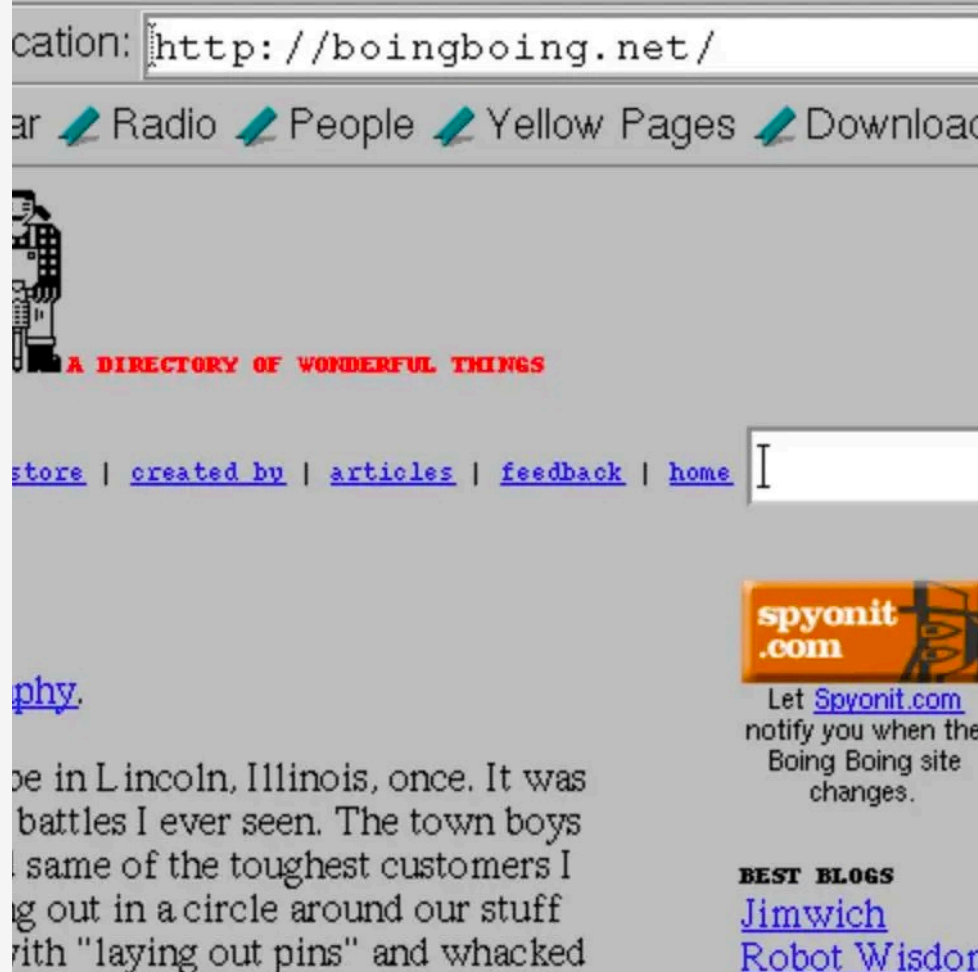 cation: http://boingboing.net/
ar Radio People Yellow Pages Download
A DIRECTORY OF WONDERFUL THINGS
store | created by | articles | feedback | home
spyonit
.com
phy.
Let Spyonit.com
notify you when the
Boing Boing site
changes.
pe in Lincoln, Illinois, once. It was
battles I ever seen. The town boys
same of the toughest customers I
g out in a circle around our stuff
with "laying out pins" and whacked
BEST BLOGS
Jimwich
Robot Wisdom